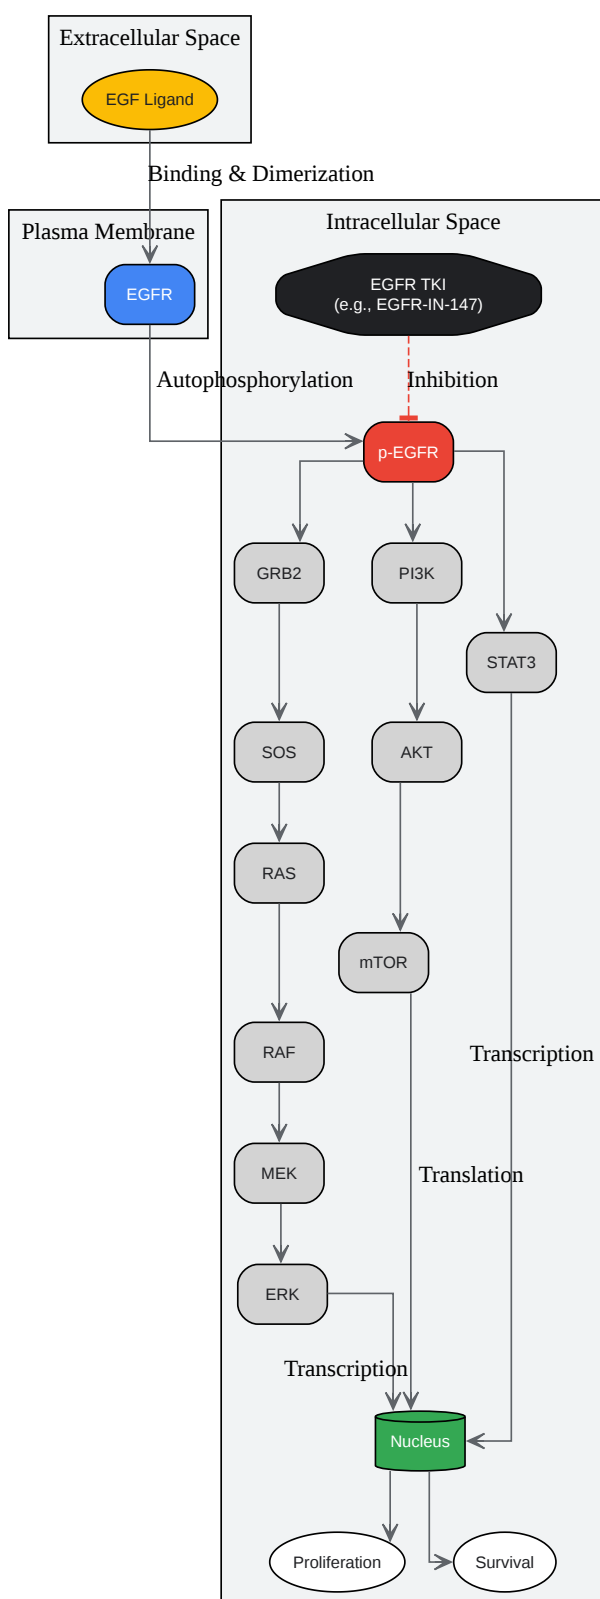 Extracellular Space
EGF Ligand
Binding & Dimerization
Plasma Membrane
EGFR
Intracellular Space
EGFR TKI
(e.g., EGFR-IN-147)
Autophosphorylation
Inhibition
p-EGFR
GRB2
PI3K
STAT3
SOS
AKT
RAS
mTOR
RAF
Transcription
MEK
Translation
ERK
Transcription
Nucleus
Proliferation
Survival